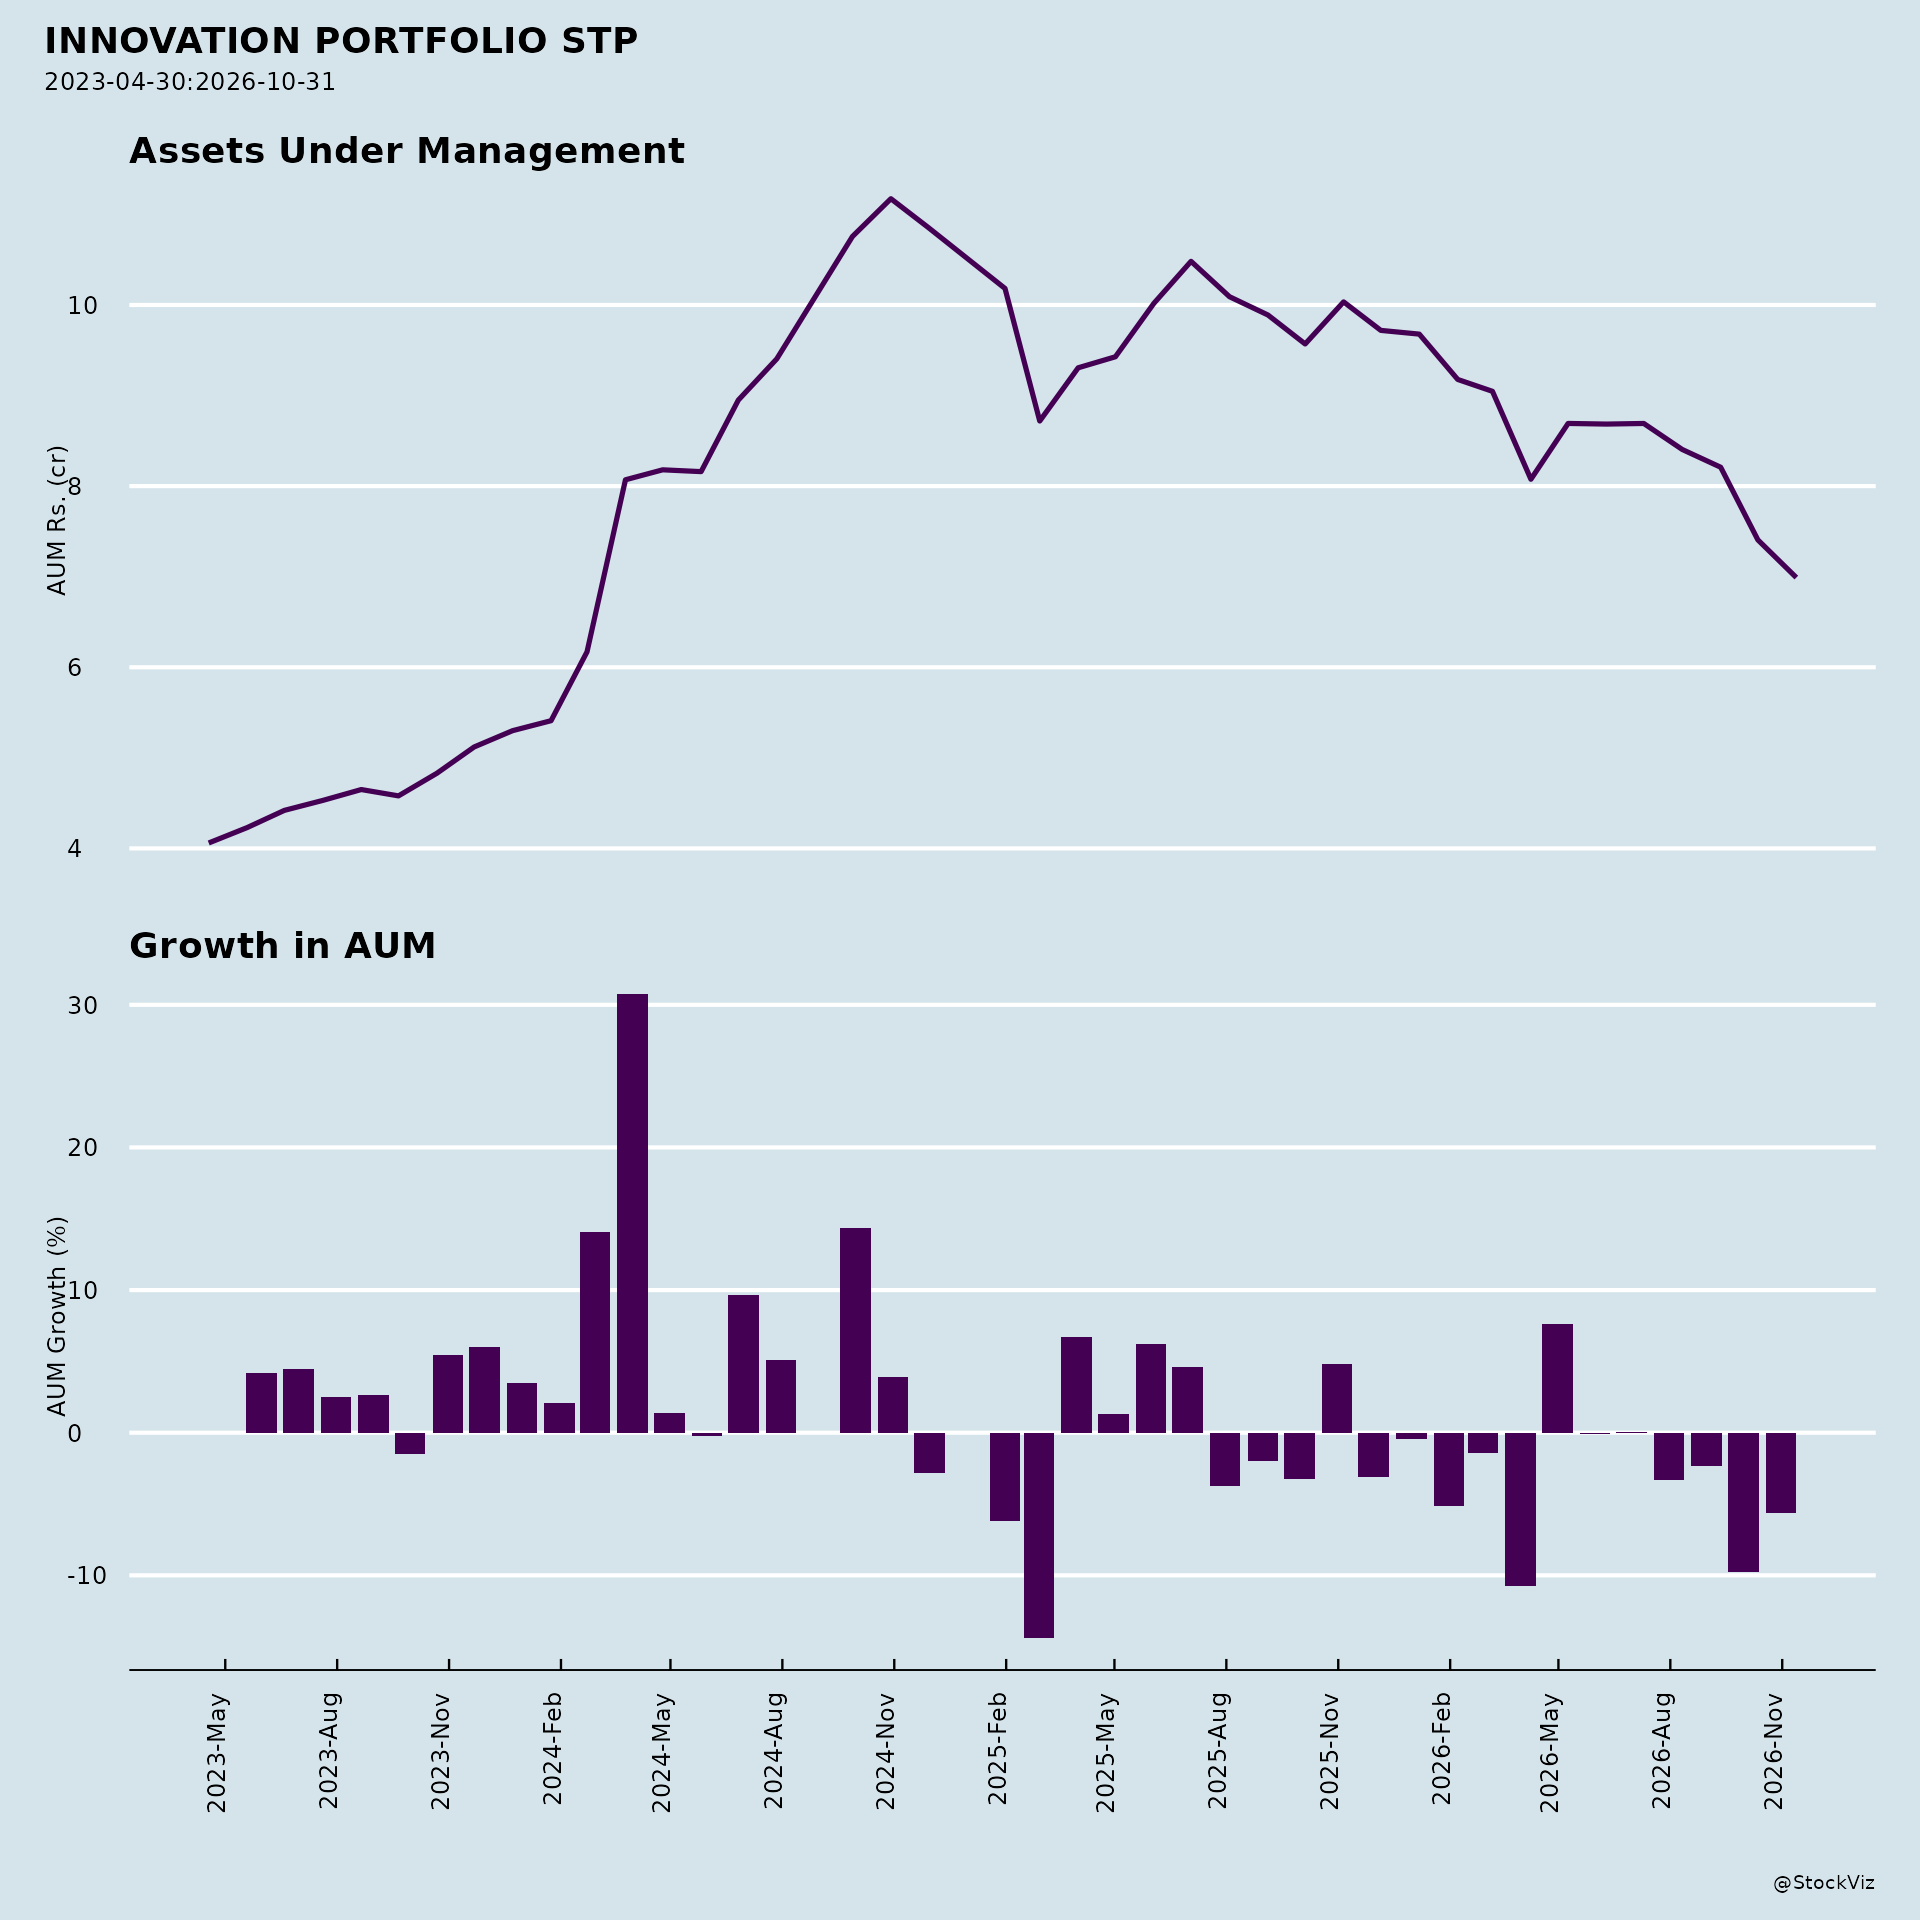 INNOVATION PORTFOLIO STP
2023-04-30:2026-10-31
Assets Under Management
AUM Rs. (cr)
10
8
6
4
Growth in AUM
AUM Growth (%)
30
20
10
0
-10
2023-May
2023-Aug
2023-Nov
2024-Feb
2024-May
2024-Aug
2024-Nov
2025-Feb
2025-May
2025-Aug
2025-Nov
2026-Feb
2026-May
2026-Aug
2026-Nov
@StockViz